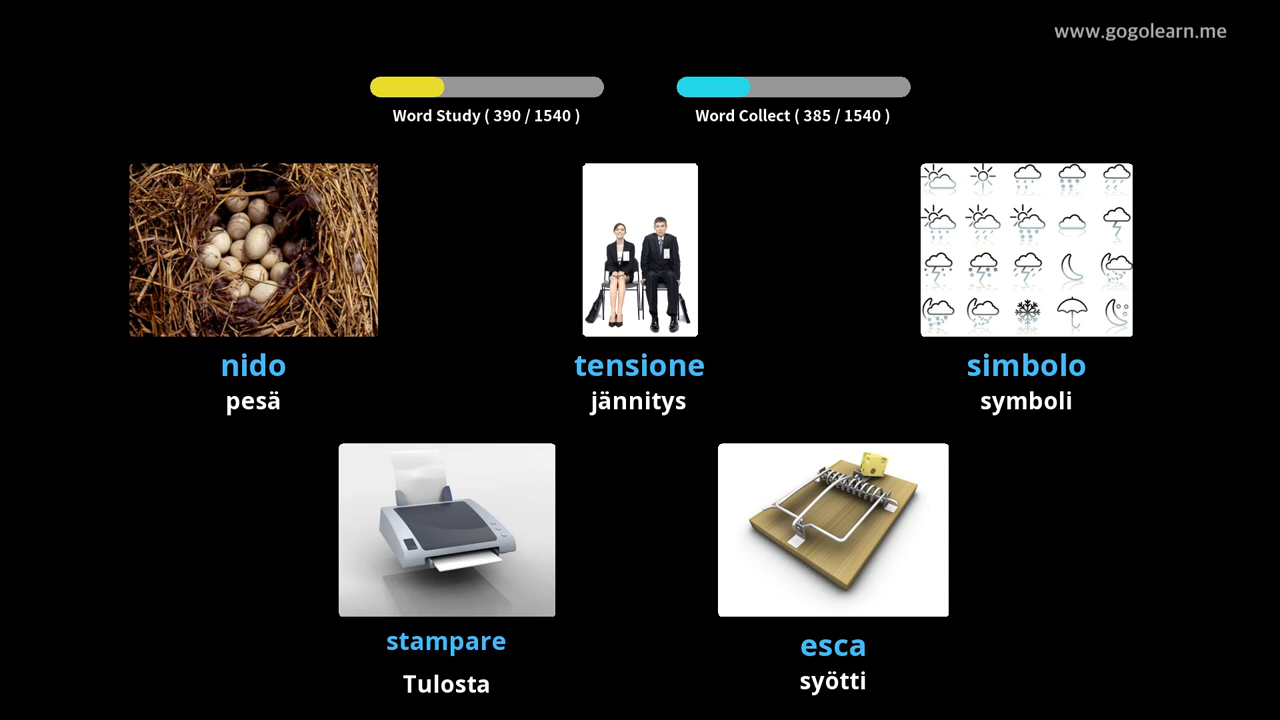 www.gogolearn.me
Word Study ( 390 / 1540 )
Word Collect ( 385 / 1540 )
nido
pesä
tensione
jännitys
simbolo
symboli
stampare
Tulosta
esca
syötti